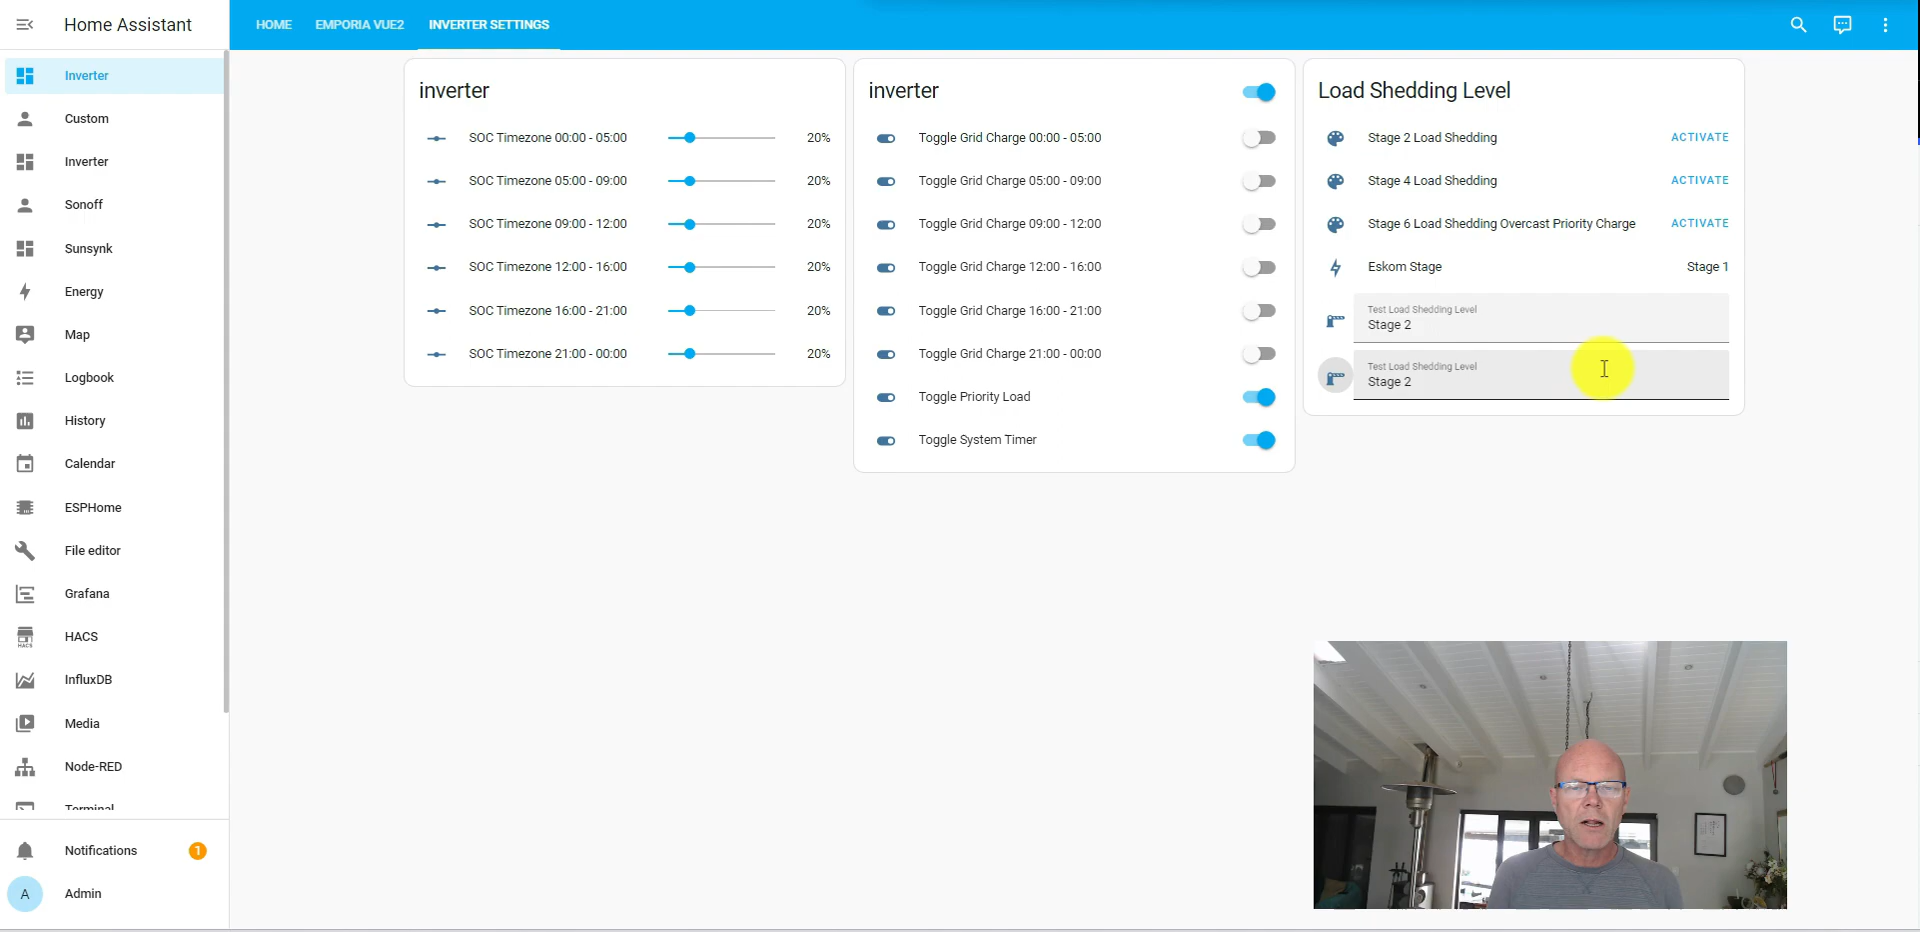 Home Assistant
HOME EMPORIA VUE2 INVERTER SETTINGS
Inverter
Custom
Inverter
Sonoff
Sunsynk
Energy
Map
Logbook
History
Calendar
ESPHome
File editor
Grafana
HACS
HACS
InfluxDB
Media
Node-RED
Terminal
Notifications 1
A Admin
inverter
SOC Timezone 00:00 - 05:00 20%
SOC Timezone 05:00 - 09:00 20%
SOC Timezone 09:00 - 12:00 20%
SOC Timezone 12:00 - 16:00 20%
SOC Timezone 16:00 - 21:00 20%
SOC Timezone 21:00 - 00:00 20%
inverter
Toggle Grid Charge 00:00 - 05:00
Toggle Grid Charge 05:00 - 09:00
Toggle Grid Charge 09:00 - 12:00
Toggle Grid Charge 12:00 - 16:00
Toggle Grid Charge 16:00 - 21:00
Toggle Grid Charge 21:00 - 00:00
Toggle Priority Load
Toggle System Timer
Load Shedding Level
Stage 2 Load Shedding ACTIVATE
Stage 4 Load Shedding ACTIVATE
Stage 6 Load Shedding Overcast Priority Charge ACTIVATE
Eskom Stage Stage 1
Test Load Shedding Level
Stage 2
Test Load Shedding Level
Stage 2